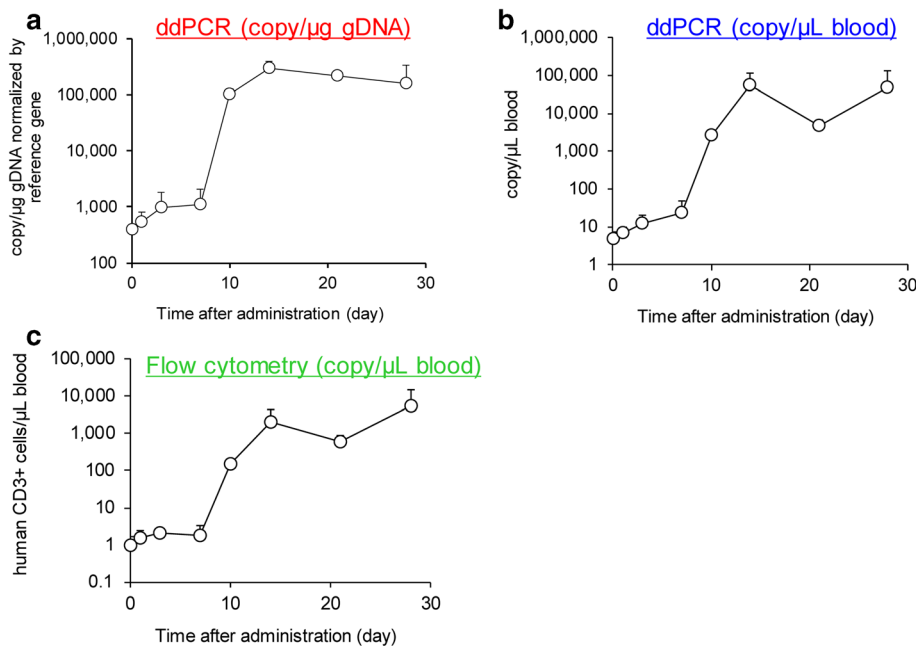 a
ddPCR (copy/µg gDNA)
copy/µg gDNA normalized by
reference gene
1,000,000
100,000
10,000
1,000
100
0
10
20
30
Time after administration (day)
b
ddPCR (copy/µL blood)
copy/µL blood
1,000,000
100,000
10,000
1,000
100
10
1
0
10
20
30
Time after administration (day)
c
Flow cytometry (copy/µL blood)
human CD3+ cells/µL blood
100,000
10,000
1,000
100
10
1
0.1
0
10
20
30
Time after administration (day)